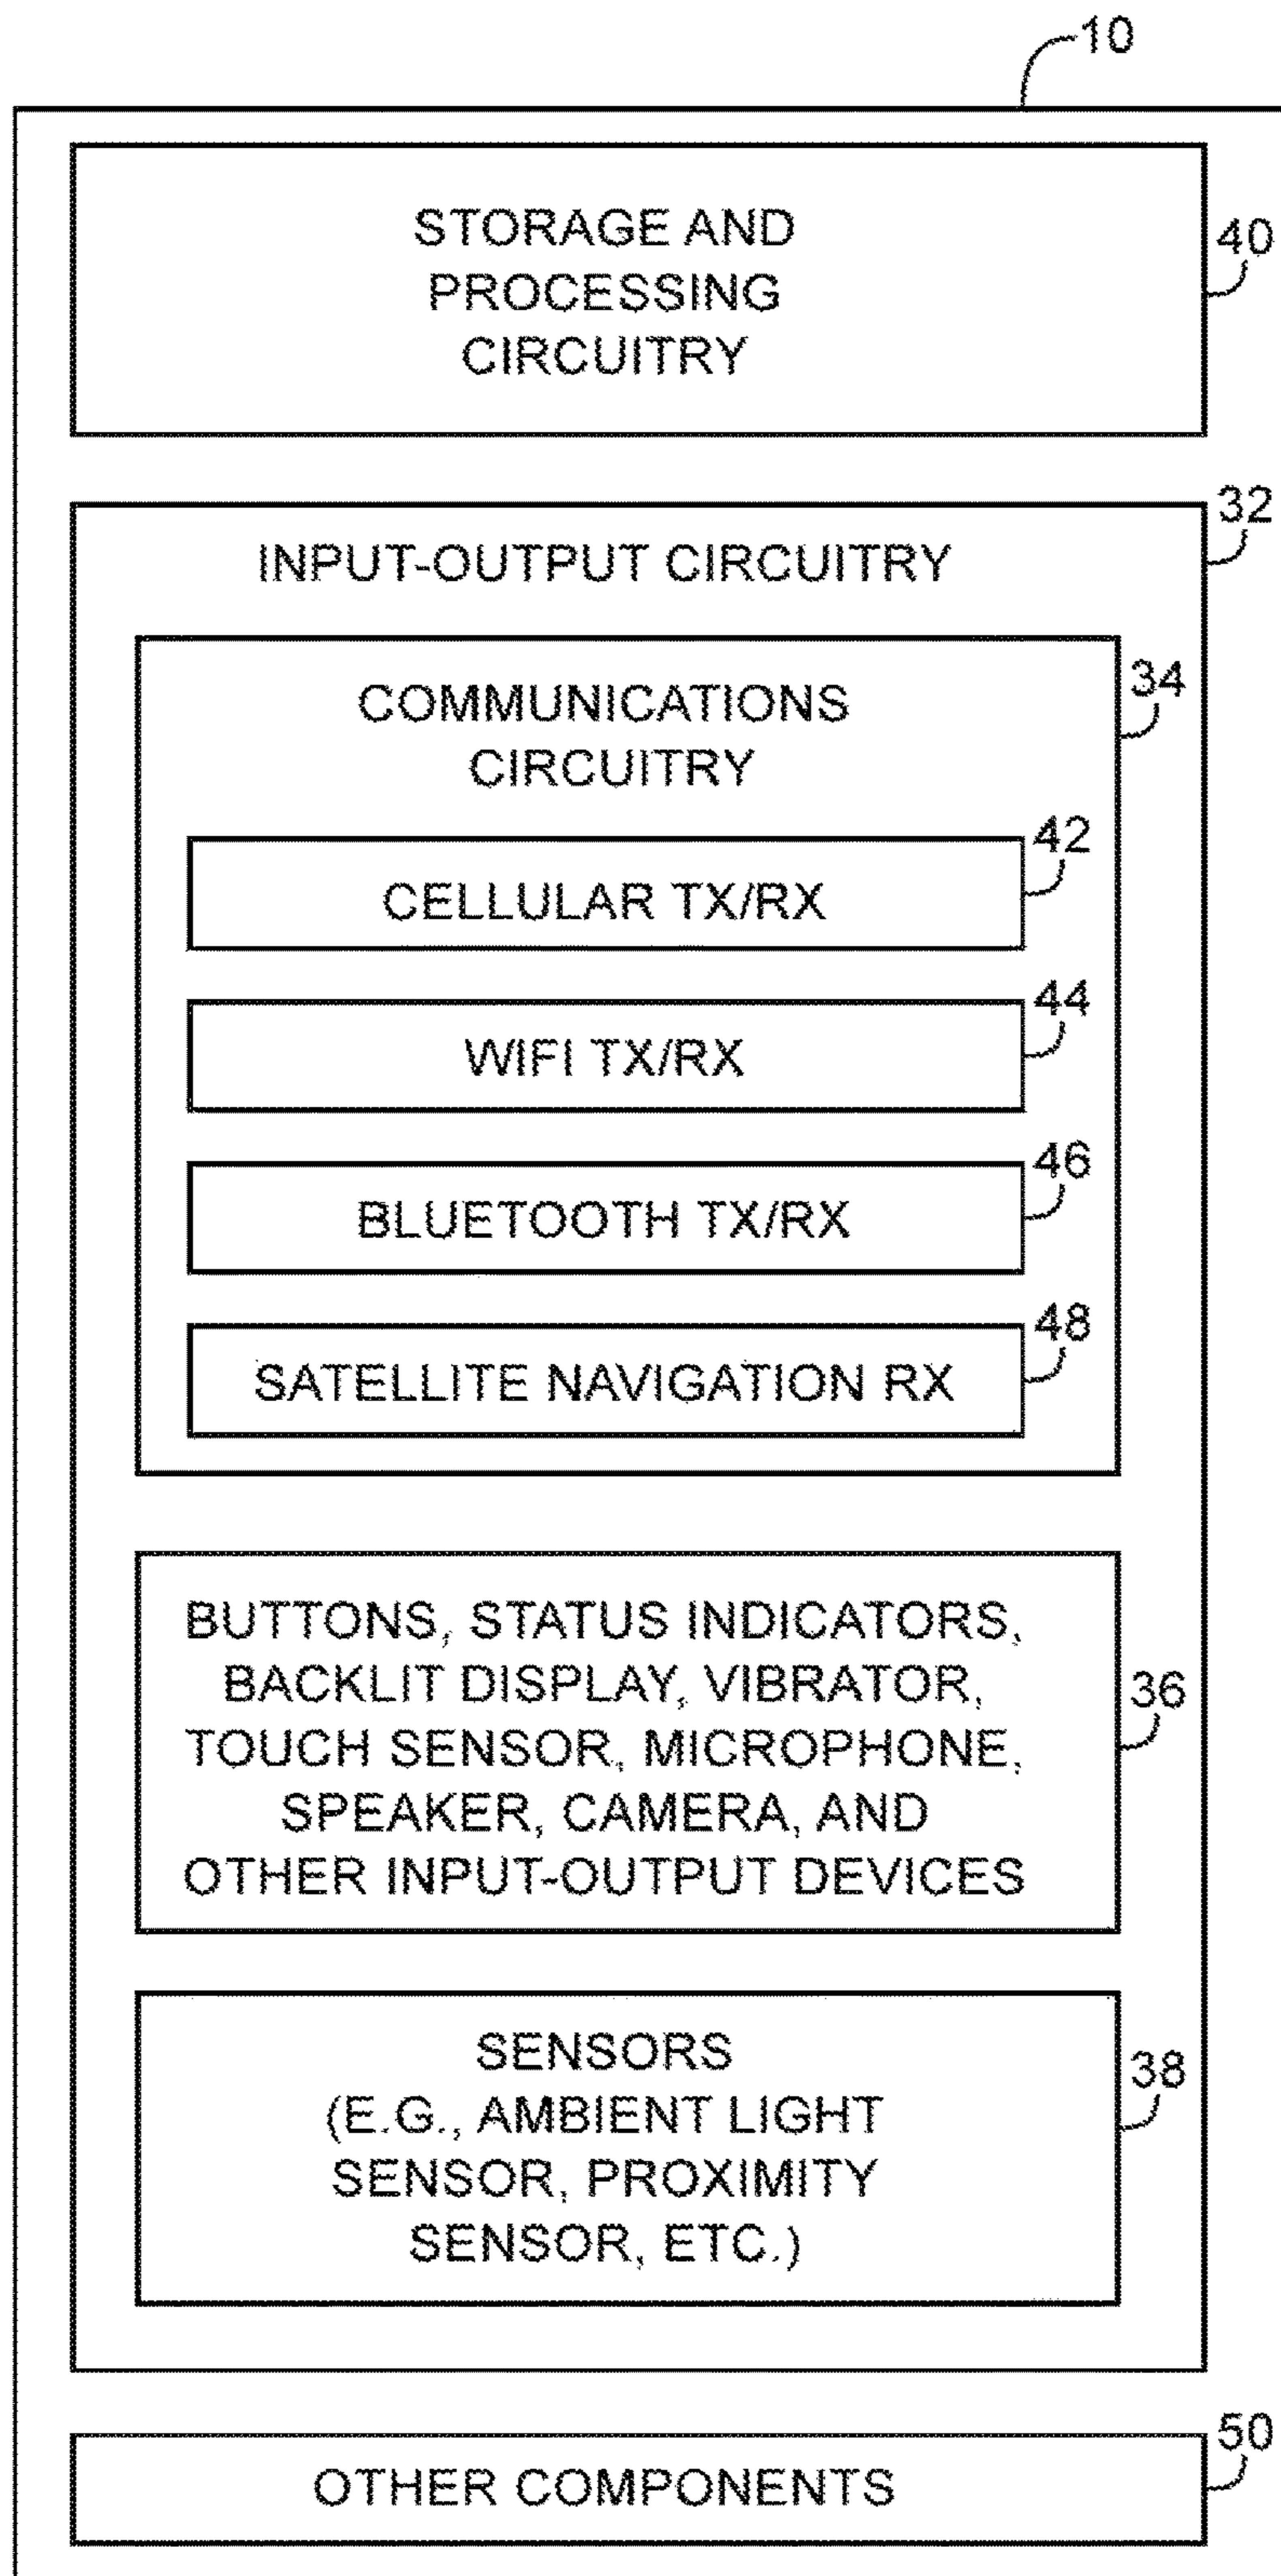 10
STORAGE AND
PROCESSING
CIRCUITRY
40
32
INPUT-OUTPUT CIRCUITRY
34
COMMUNICATIONS
CIRCUITRY
42
CELLULAR TX/RX
44
WIFI TX/RX
46
BLUETOOTH TX/RX
48
SATELLITE NAVIGATION RX
BUTTONS, STATUS INDICATORS,
BACKLIT DISPLAY, VIBRATOR,
TOUCH SENSOR, MICROPHONE,
SPEAKER, CAMERA, AND
OTHER INPUT-OUTPUT DEVICES
36
SENSORS
(E.G., AMBIENT LIGHT
SENSOR, PROXIMITY
SENSOR, ETC.)
38
50
OTHER COMPONENTS